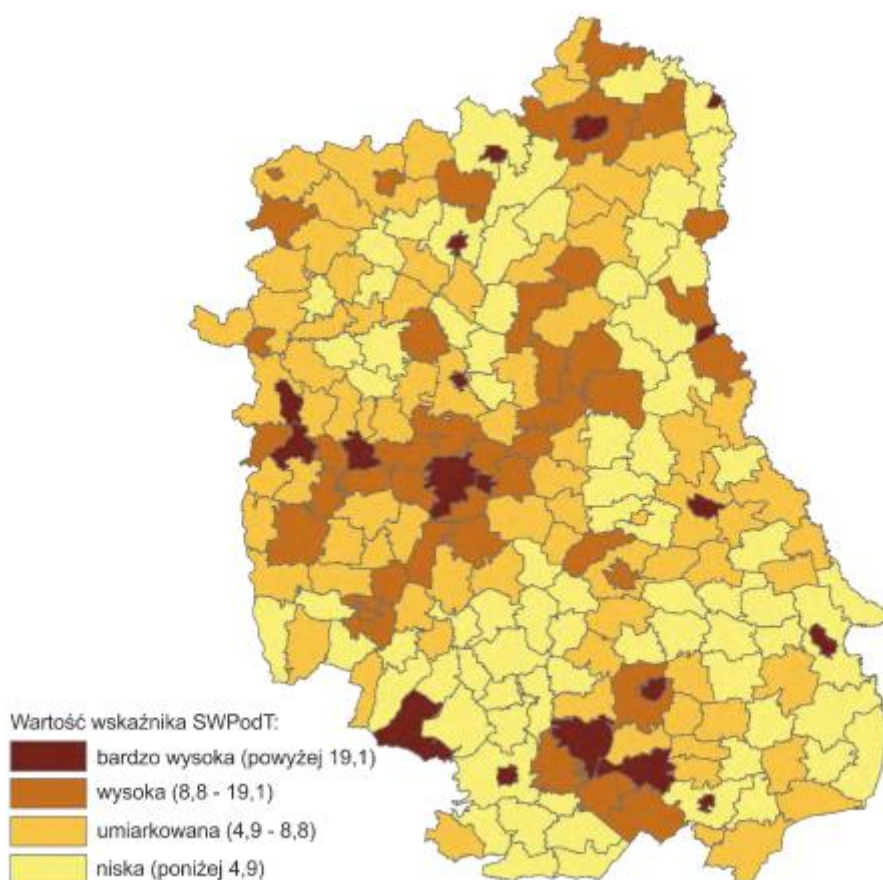 Wartość wskaźnika SWPodT:
bardzo wysoka (powyżej 19,1)
wysoka (8,8 - 19,1)
umiarkowana (4,9 - 8,8)
niska (poniżej 4,9)